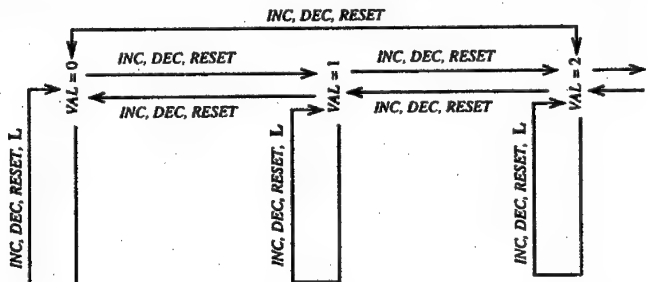 INC, DEC, RESET
INC, DEC, RESET
INC, DEC, RESET
VAL = 0
VAL = 1
VAL = 2
INC, DEC, RESET
INC, DEC, RESET
INC, DEC, RESET, L
INC, DEC, RESET, L
INC, DEC, RESET, L